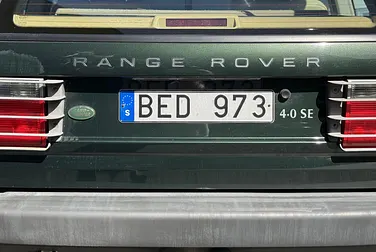 RANGE ROVER
S BED 973
4·0 SE